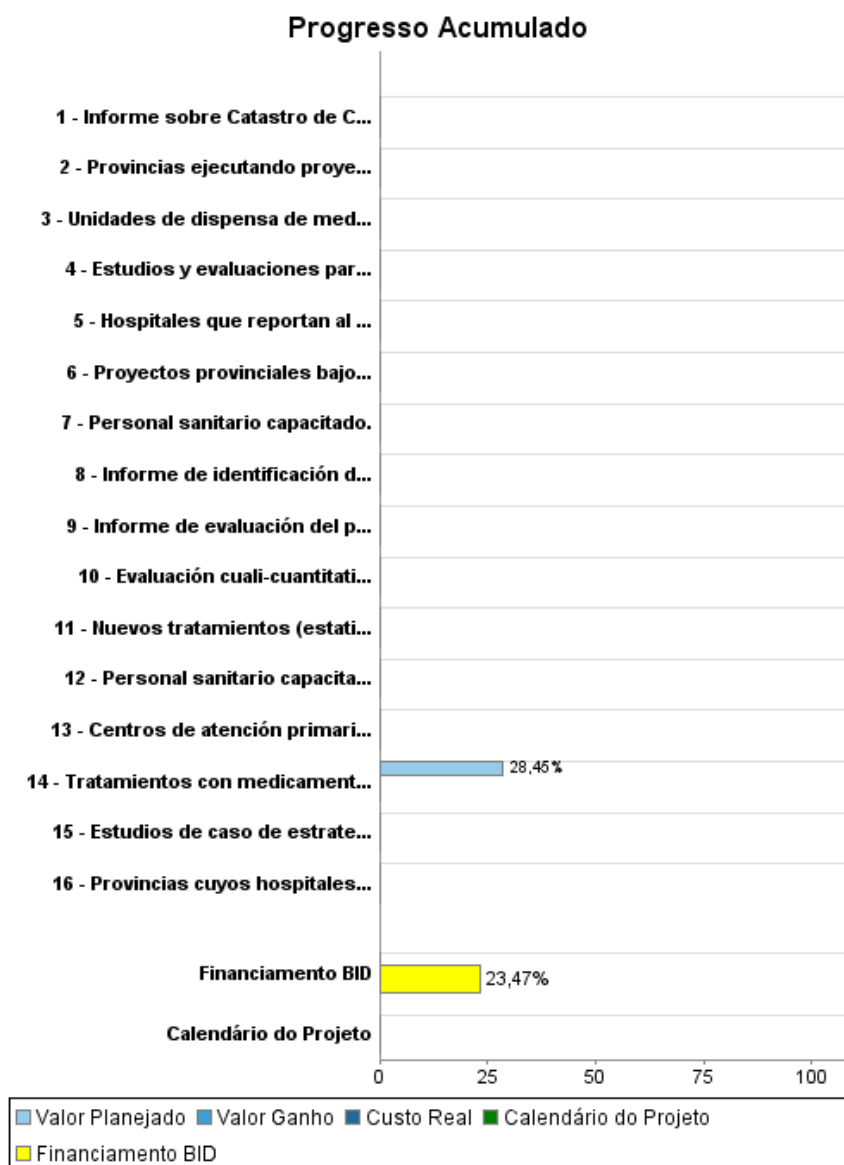 Progresso Acumulado
1 - Informe sobre Catastro de C...
2 - Provincias ejecutando proye...
3 - Unidades de dispensa de med...
4 - Estudios y evaluaciones par...
5 - Hospitales que reportan al ...
6 - Proyectos provinciales bajo...
7 - Personal sanitario capacitado.
8 - Informe de identificación d...
9 - Informe de evaluación del p...
10 - Evaluación cuali-cuantitati...
11 - Nuevos tratamientos (estati...
12 - Personal sanitario capacita...
13 - Centros de atención primari...
14 - Tratamientos con medicament... 28,45%
15 - Estudios de caso de estrate...
16 - Provincias cuyos hospitales...
Financiamento BID 23,47%
Calendário do Projeto
0 25 50 75 100
Valor Planejado Valor Ganho Custo Real Calendário do Projeto
Financiamento BID